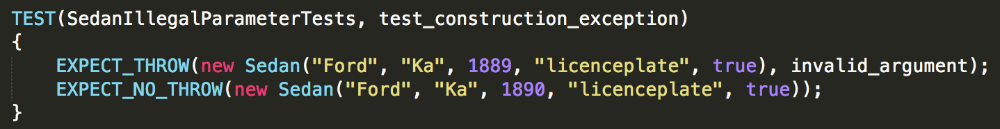 TEST(SedanIllegalParameterTests, test_construction_exception)
{
    EXPECT_THROW(new Sedan("Ford", "Ka", 1889, "licenceplate", true), invalid_argument);
    EXPECT_NO_THROW(new Sedan("Ford", "Ka", 1890, "licenceplate", true));
}